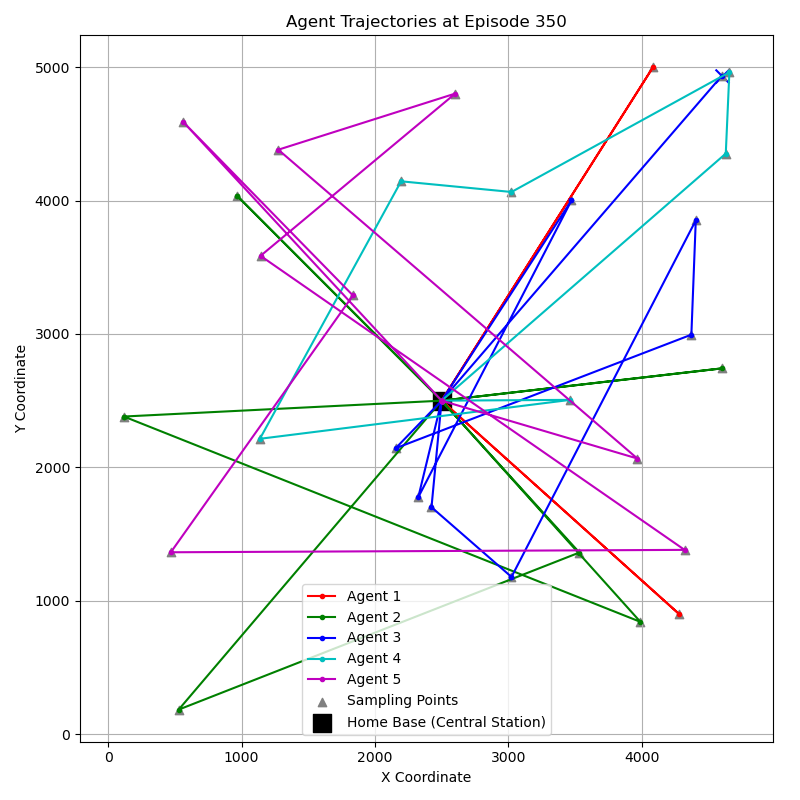 Agent Trajectories at Episode 350
Y Coordinate
5000
4000
3000
2000
1000
0
Agent 1
Agent 2
Agent 3
Agent 4
Agent 5
Sampling Points
Home Base (Central Station)
0 1000 2000 3000 4000
X Coordinate